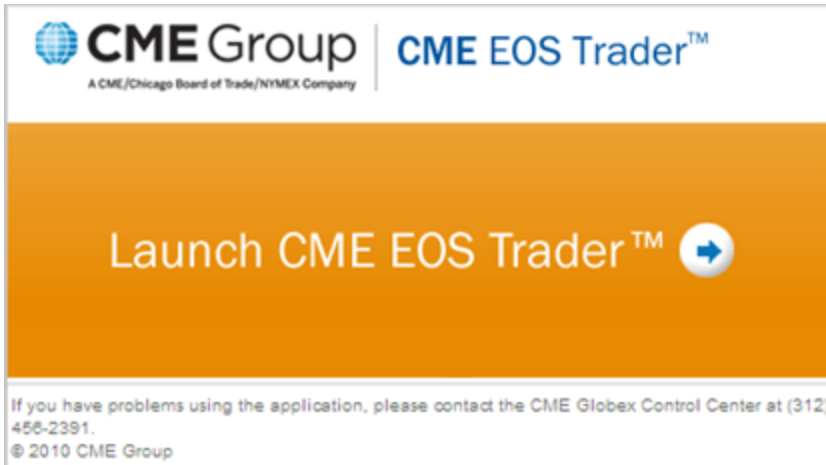 CME Group
A CME/Chicago Board of Trade/NYMEX Company
CME EOS Trader™
Launch CME EOS Trader™
If you have problems using the application, please contact the CME Globex Control Center at (312)
456-2391.
© 2010 CME Group